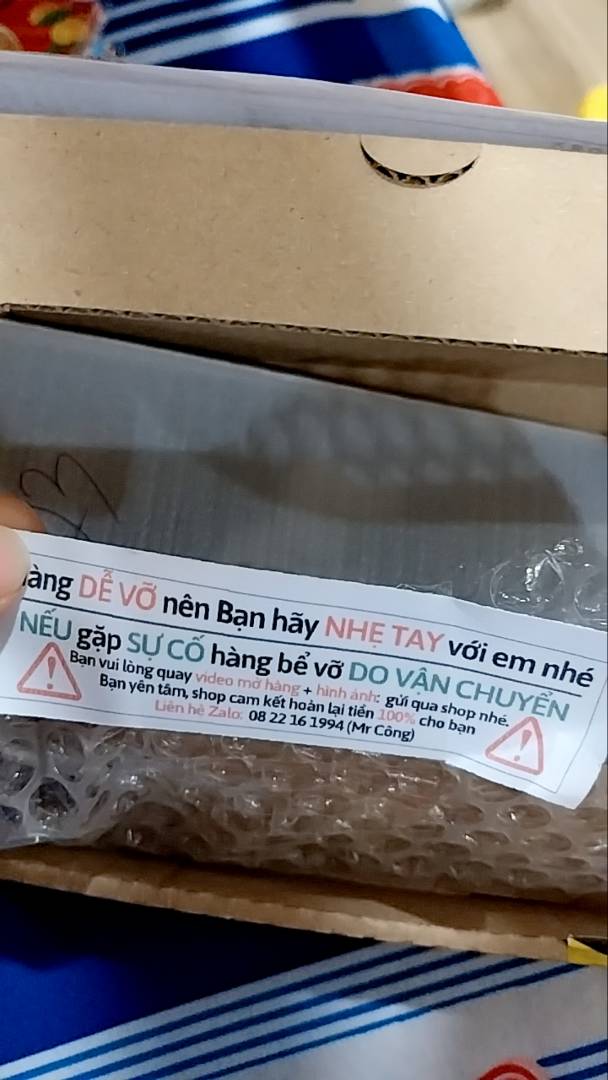 DỄ VỠ nên Bạn hãy NHẸ TAY với em nhé
NẾU gặp SỰ CỐ hàng bể vỡ DO VẬN CHUYỂN
Bạn vui lòng quay video mở hàng + hình ảnh: gửi qua shop nhé.
Bạn yên tâm, shop cam kết hoàn lại tiền 100% cho bạn
Liên hệ Zalo: 08 22 16 1994 (Mr Công)